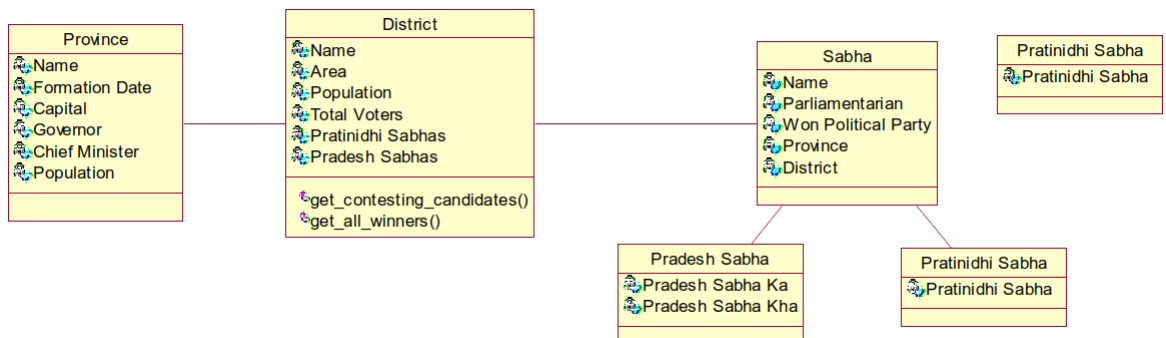 Province
Name
Formation Date
Capital
Governor
Chief Minister
Population
District
Name
Area
Population
Total Voters
Pratinidhi Sabhas
Pradesh Sabhas
get_contesting_candidates()
get_all_winners()
Sabha
Name
Parliamentarian
Won Political Party
Province
District
Pratinidhi Sabha
Pratinidhi Sabha
Pradesh Sabha
Pradesh Sabha Ka
Pradesh Sabha Kha
Pratinidhi Sabha
Pratinidhi Sabha